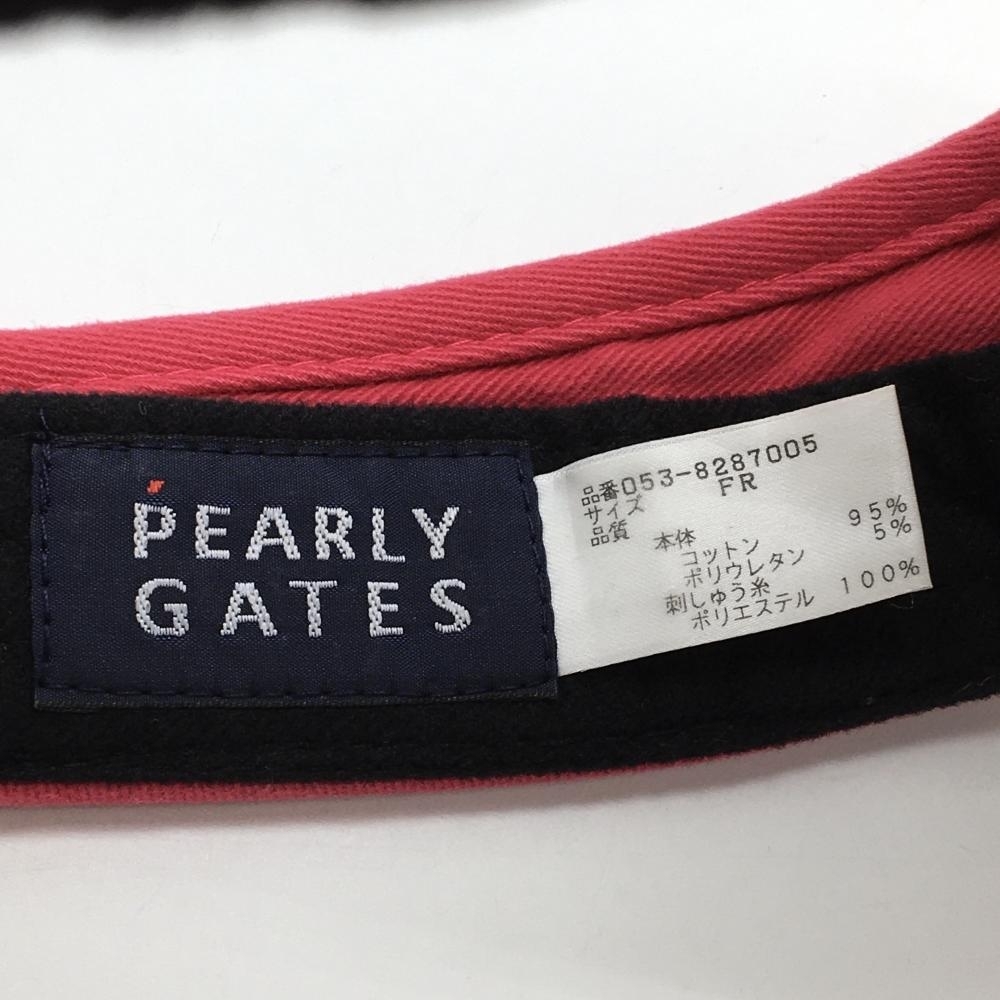 PEARLY
GATES
品番053-8287005
サイズ FR
品質
本体
コットン 95%
ポリウレタン 5%
刺しゅう糸
ポリエステル 100%